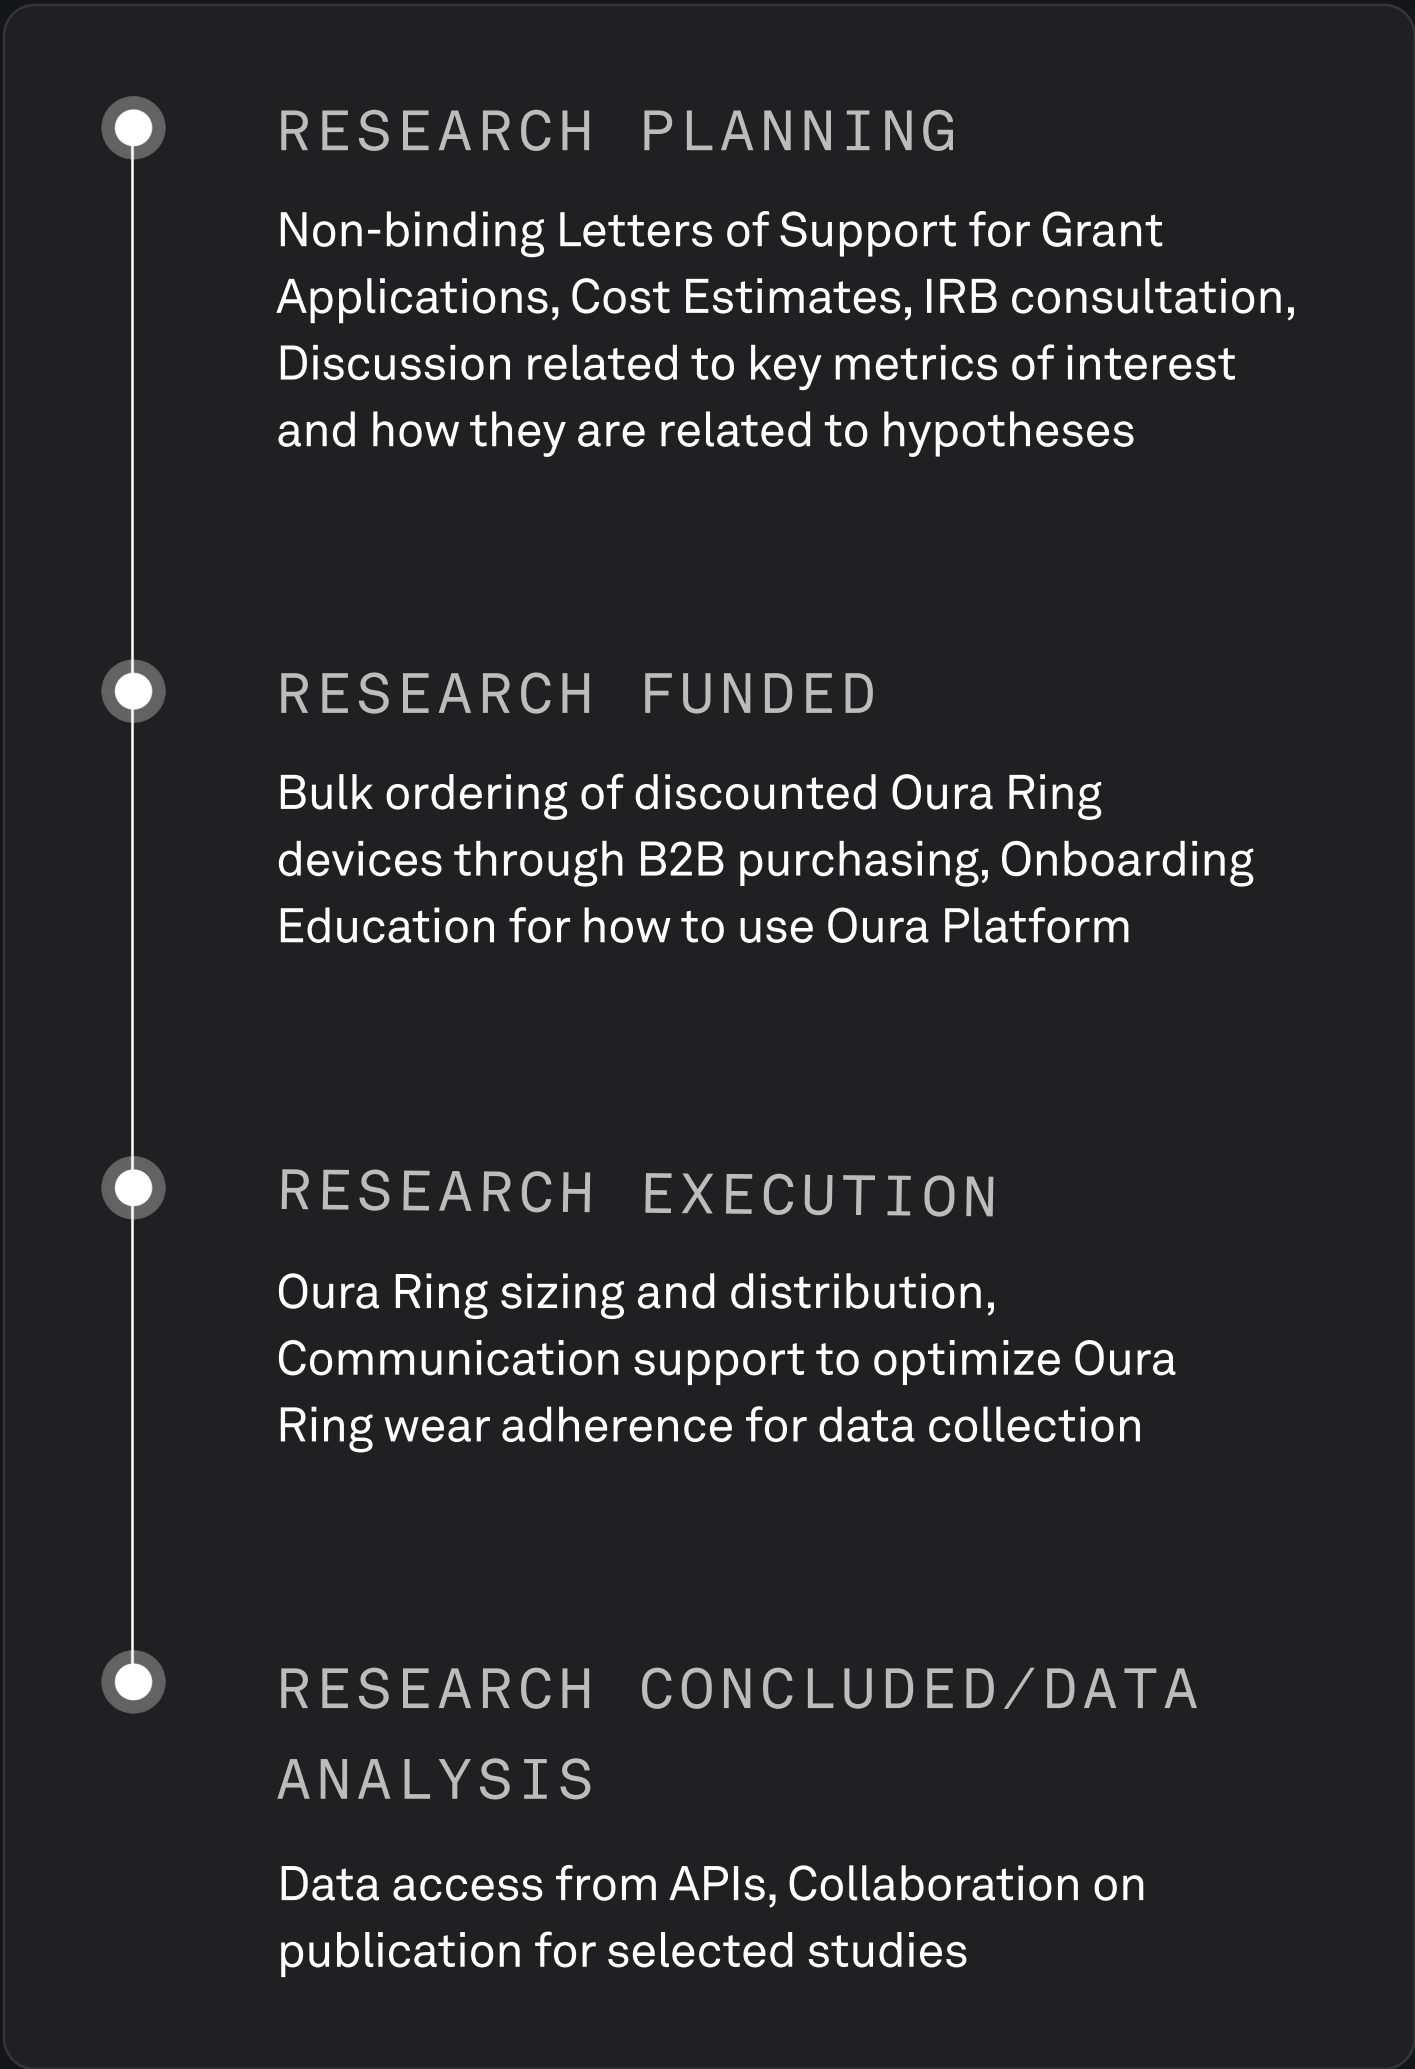 RESEARCH PLANNING
Non-binding Letters of Support for Grant
Applications, Cost Estimates, IRB consultation,
Discussion related to key metrics of interest
and how they are related to hypotheses
RESEARCH FUNDED
Bulk ordering of discounted Oura Ring
devices through B2B purchasing, Onboarding
Education for how to use Oura Platform
RESEARCH EXECUTION
Oura Ring sizing and distribution,
Communication support to optimize Oura
Ring wear adherence for data collection
RESEARCH CONCLUDED/DATA
ANALYSIS
Data access from APIs, Collaboration on
publication for selected studies